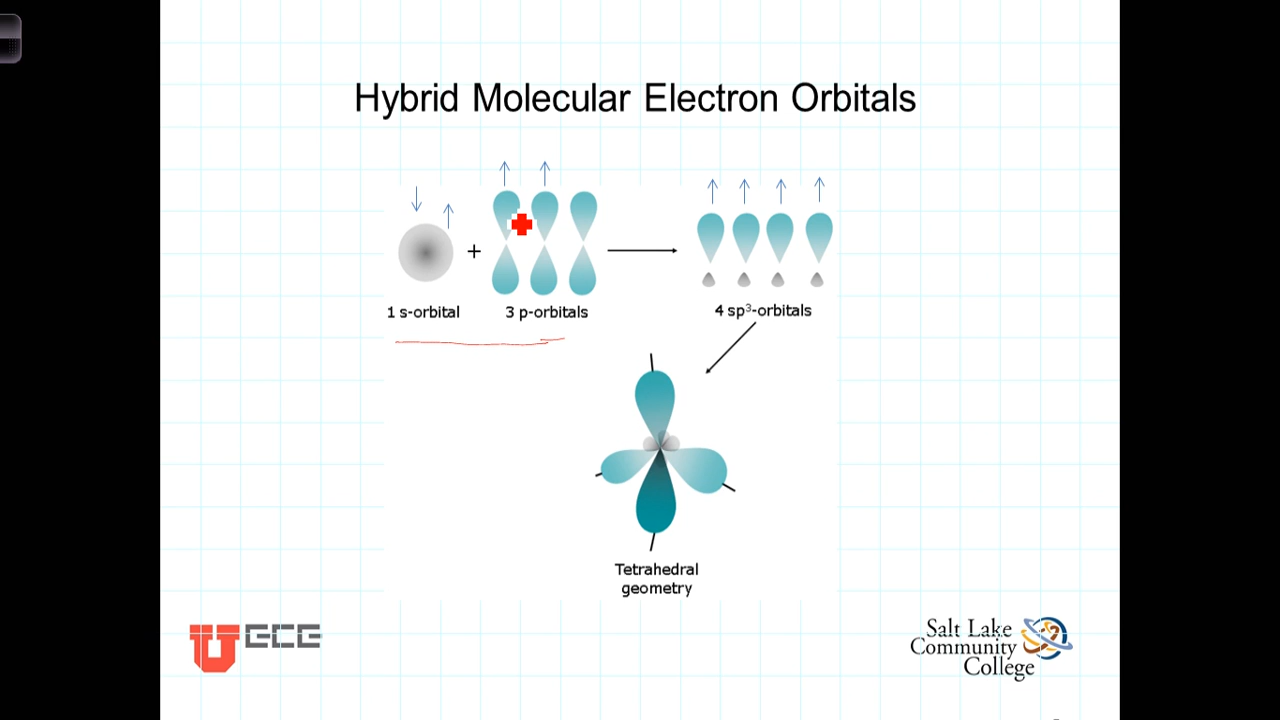 Hybrid Molecular Electron Orbitals
+
1 s-orbital
3 p-orbitals
4 sp³-orbitals
Tetrahedral
geometry
U ECE
Salt Lake
Community
College